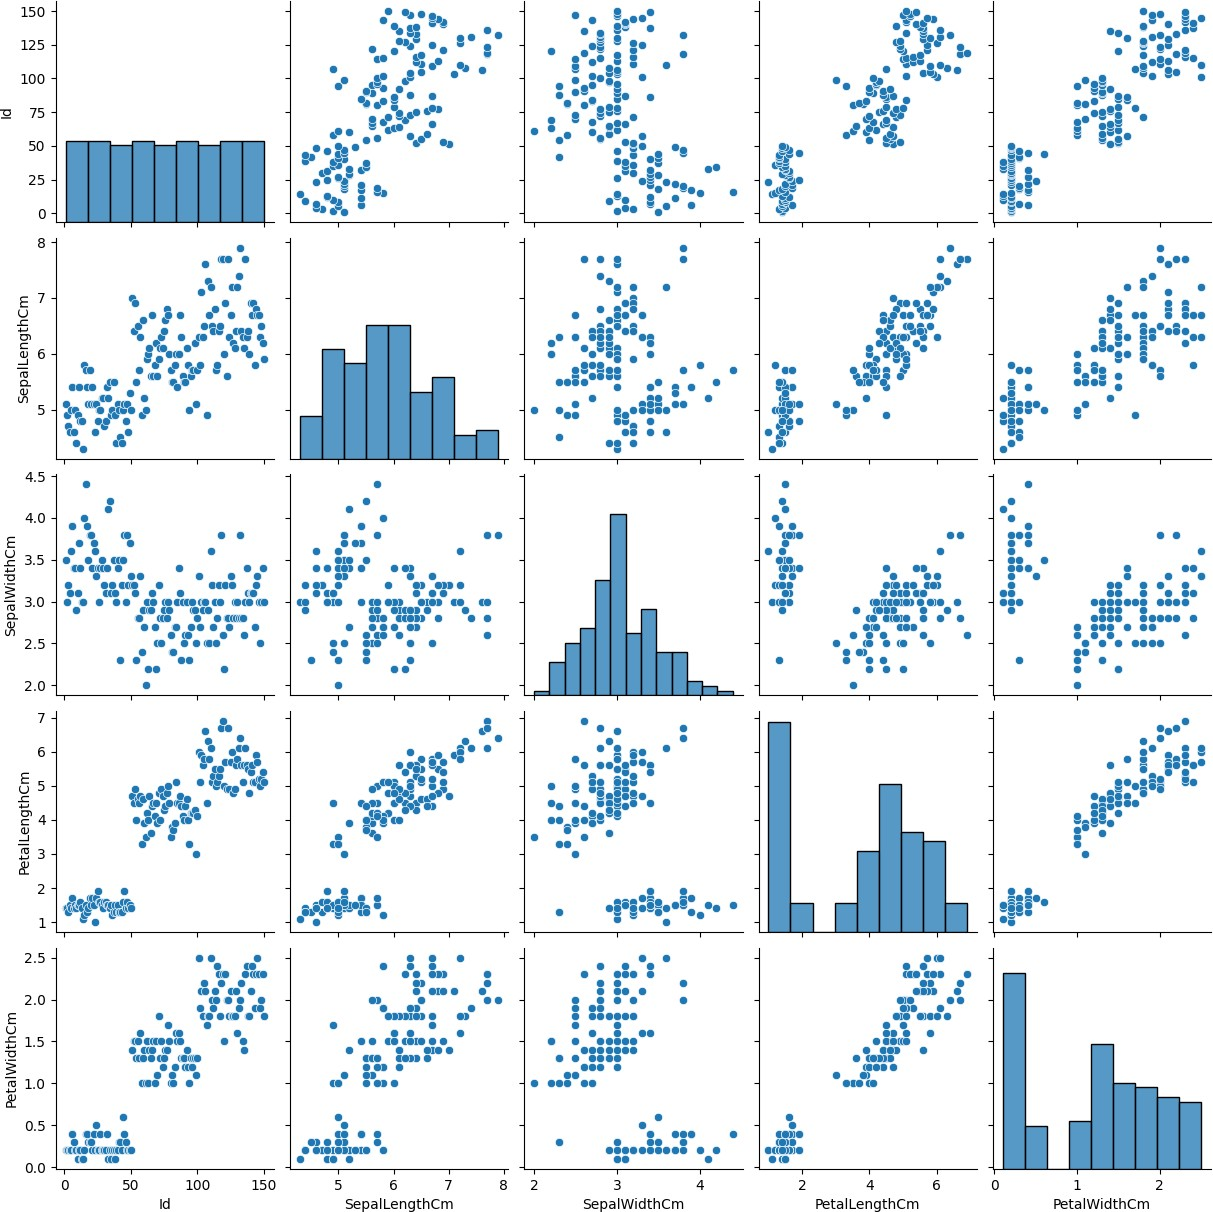 150
125
100
75
50
25
0
Id
8
7
6
5
SepalLengthCm
4.5
4.0
3.5
3.0
2.5
2.0
SepalWidthCm
7
6
5
4
3
2
1
PetalLengthCm
2.5
2.0
1.5
1.0
0.5
0.0
PetalWidthCm
0 50 100 150
Id
5 6 7 8
SepalLengthCm
2 3 4
SepalWidthCm
2 4 6
PetalLengthCm
0 1 2
PetalWidthCm